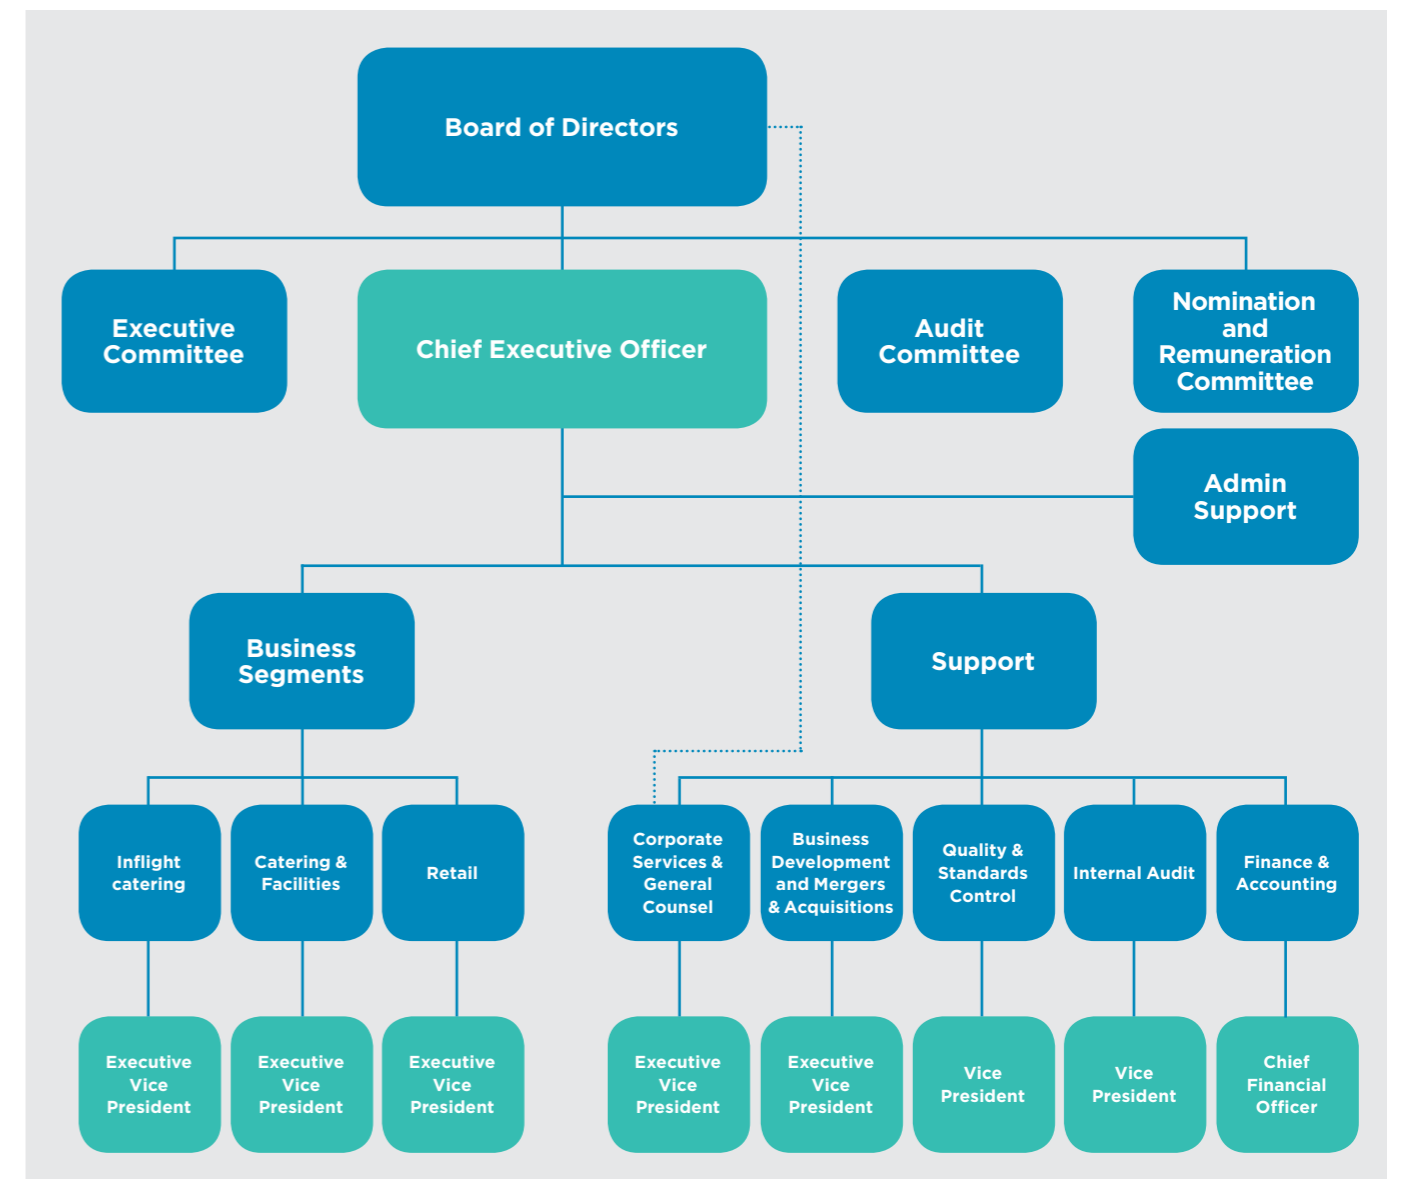 Board of Directors
Executive
Committee
Chief Executive Officer
Audit
Committee
Nomination
and
Remuneration
Committee
Admin
Support
Business
Segments
Support
Inflight
catering
Catering &
Facilities
Retail
Corporate
Services &
General
Counsel
Business
Development
and Mergers
& Acquisitions
Quality &
Standards
Control
Internal Audit
Finance &
Accounting
Executive
Vice
President
Executive
Vice
President
Executive
Vice
President
Executive
Vice
President
Executive
Vice
President
Vice
President
Vice
President
Chief
Financial
Officer